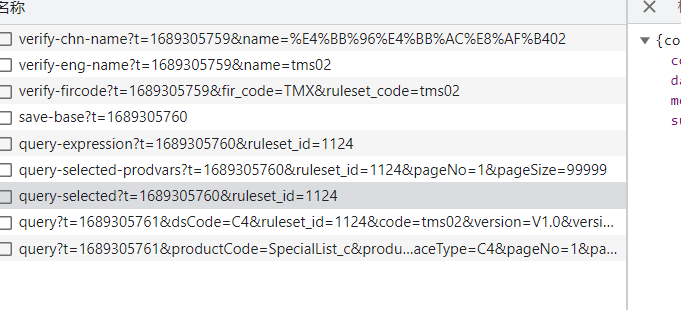 名称
verify-chn-name?t=1689305759&name=%E4%BB%96%E4%BB%AC%E8%AF%B402
verify-eng-name?t=1689305759&name=tms02
verify-fircode?t=1689305759&fir_code=TMX&ruleset_code=tms02
save-base?t=1689305760
query-expression?t=1689305760&ruleset_id=1124
query-selected-prodvars?t=1689305760&ruleset_id=1124&pageNo=1&pageSize=99999
query-selected?t=1689305760&ruleset_id=1124
query?t=1689305761&dsCode=C4&ruleset_id=1124&code=tms02&version=V1.0&versi...
query?t=1689305761&productCode=SpecialList_c&produ...aceType=C4&pageNo=1&pa...
{co
co
da
me
su